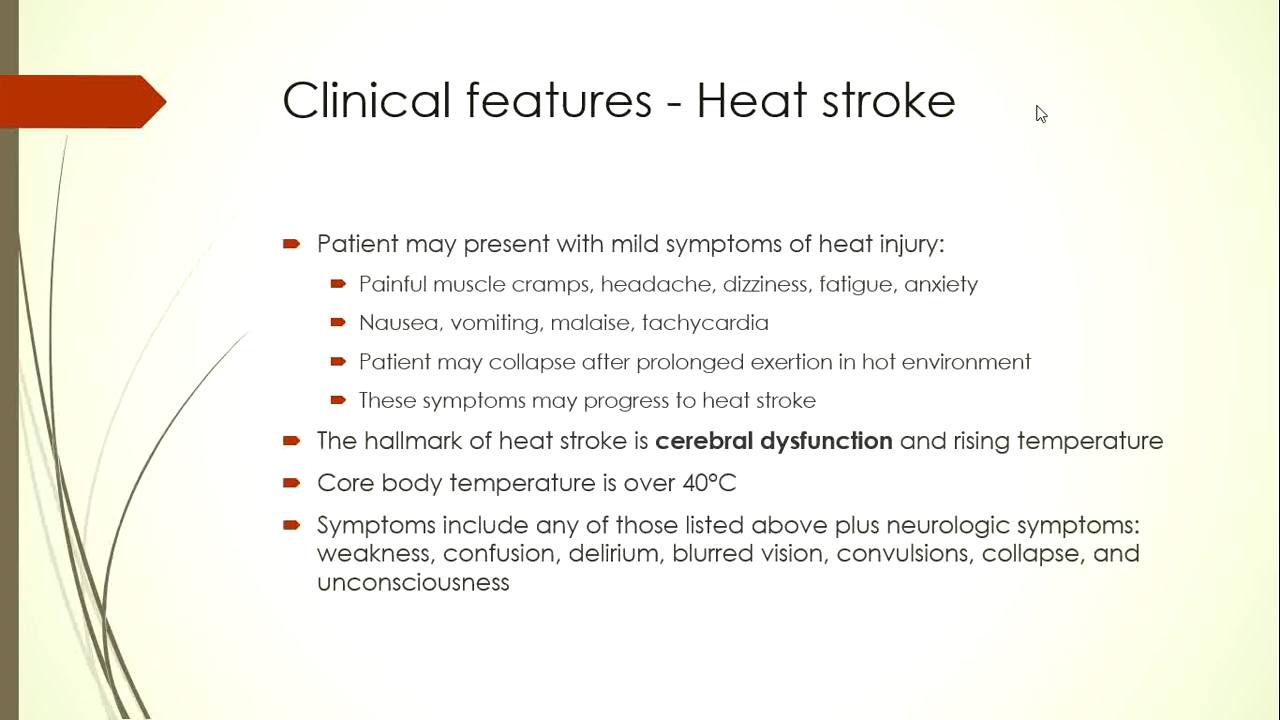 Clinical features - Heat stroke
Patient may present with mild symptoms of heat injury:
Painful muscle cramps, headache, dizziness, fatigue, anxiety
Nausea, vomiting, malaise, tachycardia
Patient may collapse after prolonged exertion in hot environment
These symptoms may progress to heat stroke
The hallmark of heat stroke is cerebral dysfunction and rising temperature
Core body temperature is over 40°C
Symptoms include any of those listed above plus neurologic symptoms:
weakness, confusion, delirium, blurred vision, convulsions, collapse, and
unconsciousness